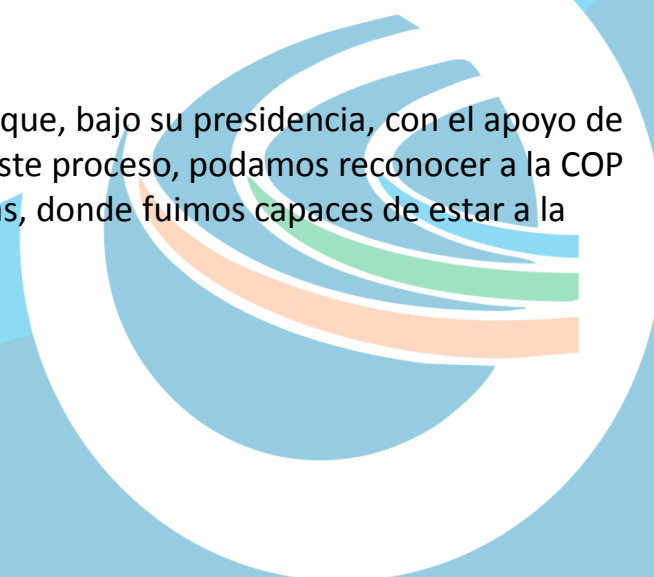 que, bajo su presidencia, con el apoyo de
ste proceso, podamos reconocer a la COP
s, donde fuimos capaces de estar a la